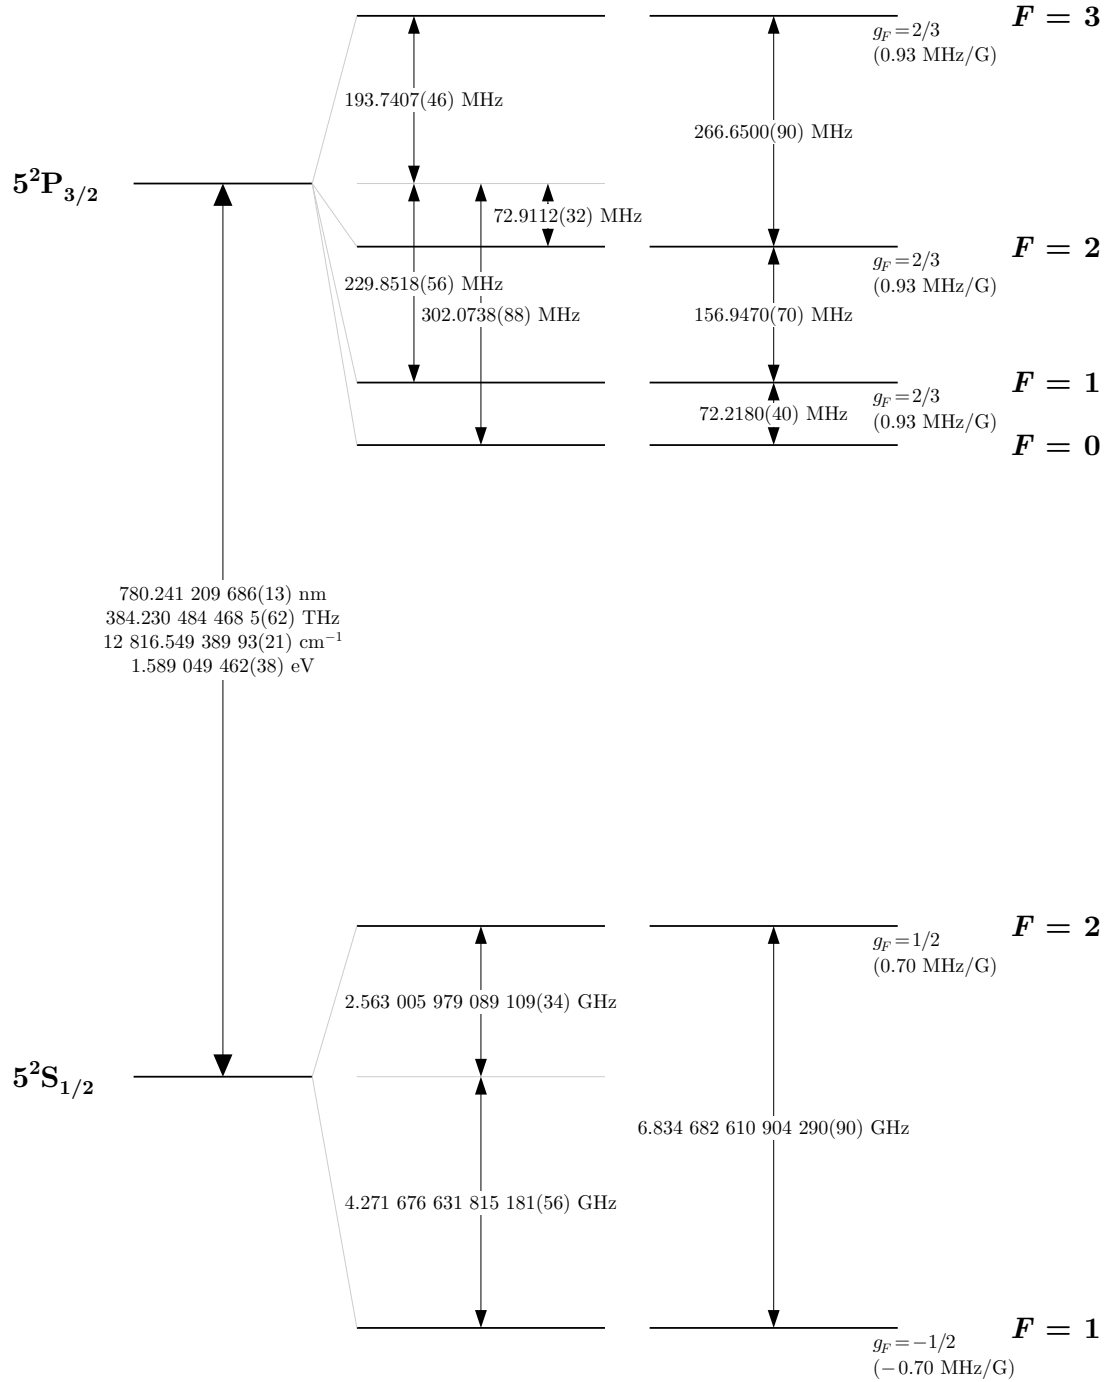 F = 3
g_F = 2/3
(0.93 MHz/G)
193.7407(46) MHz
266.6500(90) MHz
5²P₃/₂
72.9112(32) MHz
F = 2
g_F = 2/3
(0.93 MHz/G)
229.8518(56) MHz
302.0738(88) MHz
156.9470(70) MHz
F = 1
g_F = 2/3
(0.93 MHz/G)
72.2180(40) MHz
F = 0
780.241 209 686(13) nm
384.230 484 468 5(62) THz
12 816.549 389 93(21) cm⁻¹
1.589 049 462(38) eV
F = 2
g_F = 1/2
(0.70 MHz/G)
2.563 005 979 089 109(34) GHz
5²S₁/₂
6.834 682 610 904 290(90) GHz
4.271 676 631 815 181(56) GHz
F = 1
g_F = −1/2
(−0.70 MHz/G)